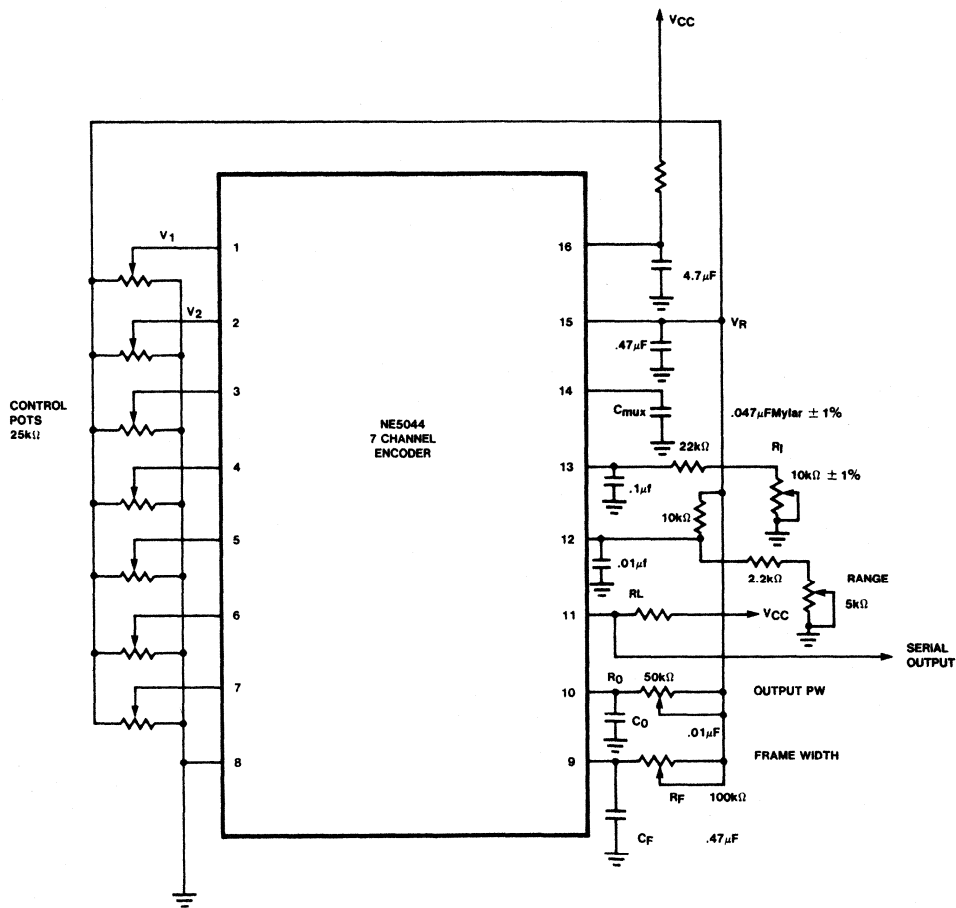 VCC
V1
1
16
4.7µF
V2
2
15
VR
.47µF
3
14
CONTROL
POTS
25kΩ
NE5044
7 CHANNEL
ENCODER
Cmux
.047µFMylar ± 1%
22kΩ
RI
4
13
10kΩ ± 1%
.1µf
10kΩ
5
12
.01µf
2.2kΩ
RANGE
5kΩ
RL
6
11
VCC
SERIAL
OUTPUT
7
10
RO
50kΩ
OUTPUT PW
CO
.01µF
8
9
FRAME WIDTH
RF
100kΩ
CF
.47µF